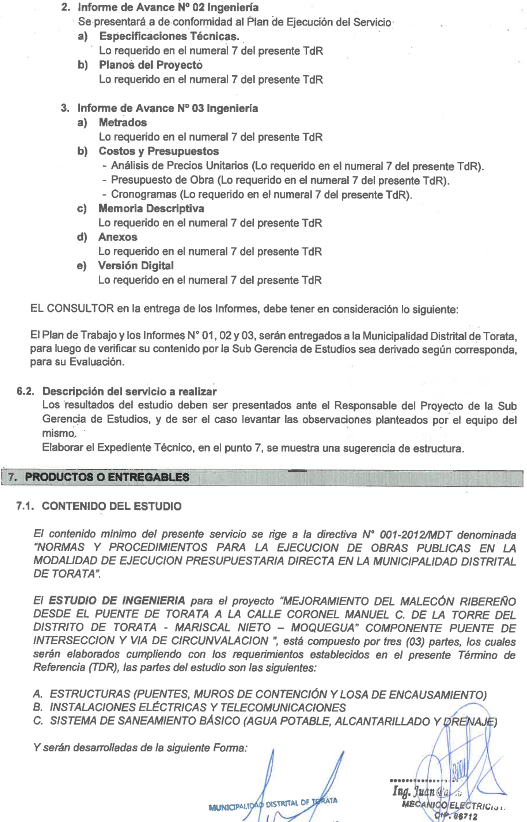 2. Informe de Avance Nº 02 Ingeniería
Se presentará a de conformidad al Plan de Ejecución del Servicio
a) Especificaciones Técnicas.
Lo requerido en el numeral 7 del presente TdR
b) Planos del Proyecto
Lo requerido en el numeral 7 del presente TdR
3. Informe de Avance Nº 03 Ingeniería
a) Metrados
Lo requerido en el numeral 7 del presente TdR
b) Costos y Presupuestos
- Análisis de Precios Unitarios (Lo requerido en el numeral 7 del presente TdR).
- Presupuesto de Obra (Lo requerido en el numeral 7 del presente TdR).
- Cronogramas (Lo requerido en el numeral 7 del presente TdR).
c) Memoria Descriptiva
Lo requerido en el numeral 7 del presente TdR
d) Anexos
Lo requerido en el numeral 7 del presente TdR
e) Versión Digital
Lo requerido en el numeral 7 del presente TdR
EL CONSULTOR en la entrega de los Informes, debe tener en consideración lo siguiente:
El Plan de Trabajo y los Informes N° 01, 02 y 03, serán entregados a la Municipalidad Distrital de Torata,
para luego de verificar su contenido por la Sub Gerencia de Estudios sea derivado según corresponda,
para su Evaluación.
6.2. Descripción del servicio a realizar
Los resultados del estudio deben ser presentados ante el Responsable del Proyecto de la Sub
Gerencia de Estudios, y de ser el caso levantar las observaciones planteados por el equipo del
mismo.
Elaborar el Expediente Técnico, en el punto 7, se muestra una sugerencia de estructura.
7. PRODUCTOS O ENTREGABLES
7.1. CONTENIDO DEL ESTUDIO
El contenido mínimo del presente servicio se rige a la directiva N° 001-2012/MDT denominada
"NORMAS Y PROCEDIMIENTOS PARA LA EJECUCION DE OBRAS PUBLICAS EN LA
MODALIDAD DE EJECUCION PRESUPUESTARIA DIRECTA EN LA MUNICIPALIDAD DISTRITAL
DE TORATA".
El ESTUDIO DE INGENIERIA para el proyecto "MEJORAMIENTO DEL MALECÓN RIBEREÑO
DESDE EL PUENTE DE TORATA A LA CALLE CORONEL MANUEL C. DE LA TORRE DEL
DISTRITO DE TORATA - MARISCAL NIETO – MOQUEGUA" COMPONENTE PUENTE DE
INTERSECCION Y VIA DE CIRCUNVALACION ", está compuesto por tres (03) partes, los cuales
serán elaborados cumpliendo con los requerimientos establecidos en el presente Término de
Referencia (TDR), las partes del estudio son las siguientes:
A. ESTRUCTURAS (PUENTES, MUROS DE CONTENCIÓN Y LOSA DE ENCAUSAMIENTO)
B. INSTALACIONES ELÉCTRICAS Y TELECOMUNICACIONES
C. SISTEMA DE SANEAMIENTO BÁSICO (AGUA POTABLE, ALCANTARILLADO Y DRENAJE)
Y serán desarrolladas de la siguiente Forma:
MUNICIPALIDAD DISTRITAL DE TORATA
Ing. Juan
MECANICO ELECTRICI
CIP. 66712